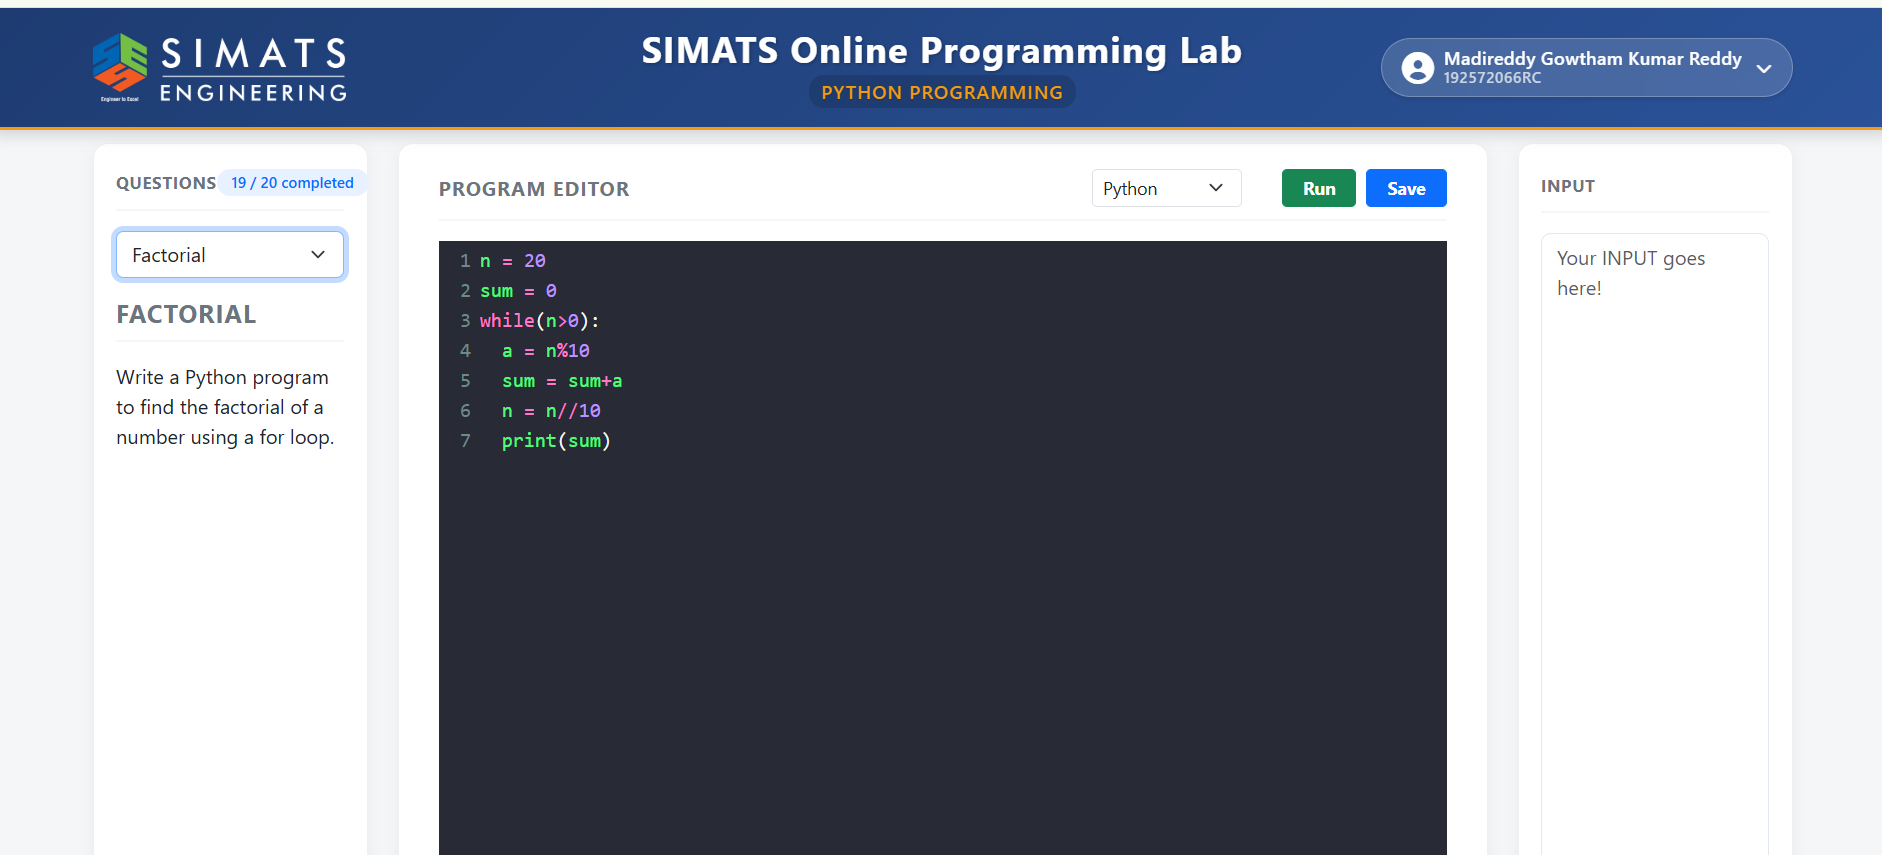 SIMATS
ENGINEERING
Engineer to Excel
SIMATS Online Programming Lab
PYTHON PROGRAMMING
Madireddy Gowtham Kumar Reddy
192572066RC
QUESTIONS 19 / 20 completed
Factorial
FACTORIAL
Write a Python program
to find the factorial of a
number using a for loop.
PROGRAM EDITOR
Python
Run
Save
1 n = 20
2 sum = 0
3 while(n>0):
4   a = n%10
5   sum = sum+a
6   n = n//10
7   print(sum)
INPUT
Your INPUT goes
here!